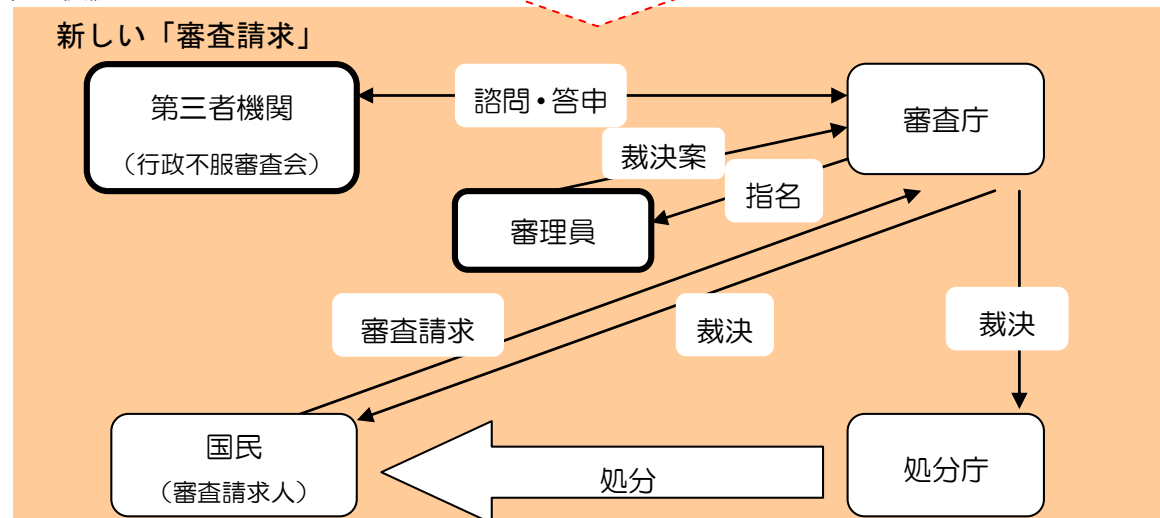 新しい「審査請求」
第三者機関
（行政不服審査会）
諮問・答申
審査庁
裁決案
指名
審理員
審査請求
裁決
裁決
国民
（審査請求人）
処分
処分庁